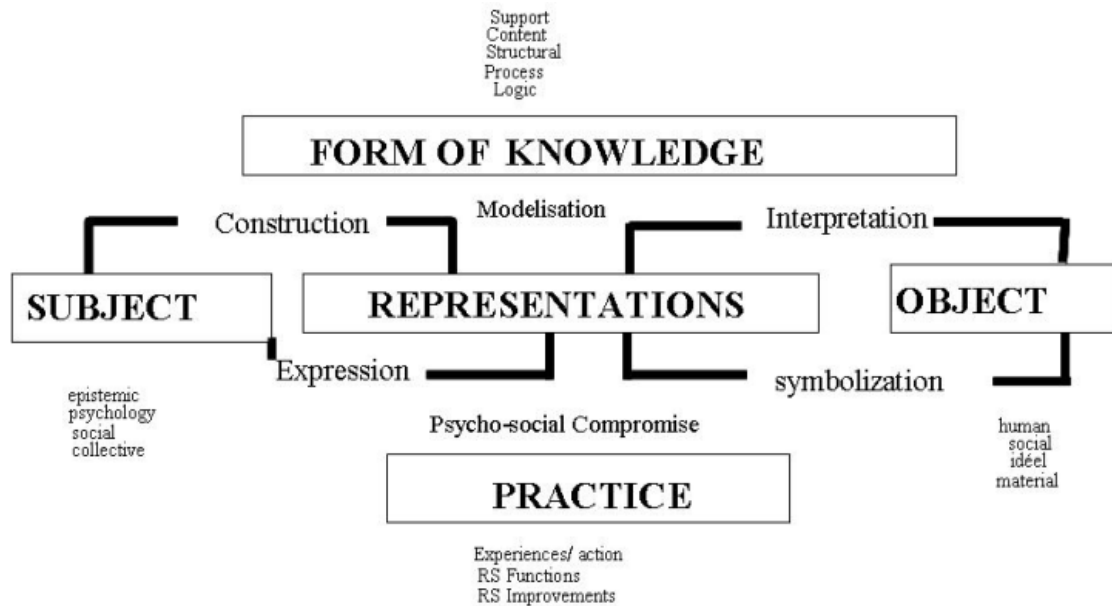 Support
Content
Structural
Process
Logic
FORM OF KNOWLEDGE
Construction
Modelisation
Interpretation
SUBJECT
REPRESENTATIONS
OBJECT
Expression
symbolization
epistemic
psychology
social
collective
Psycho-social Compromise
human
social
idéel
material
PRACTICE
Experiences/ action
RS Functions
RS Improvements